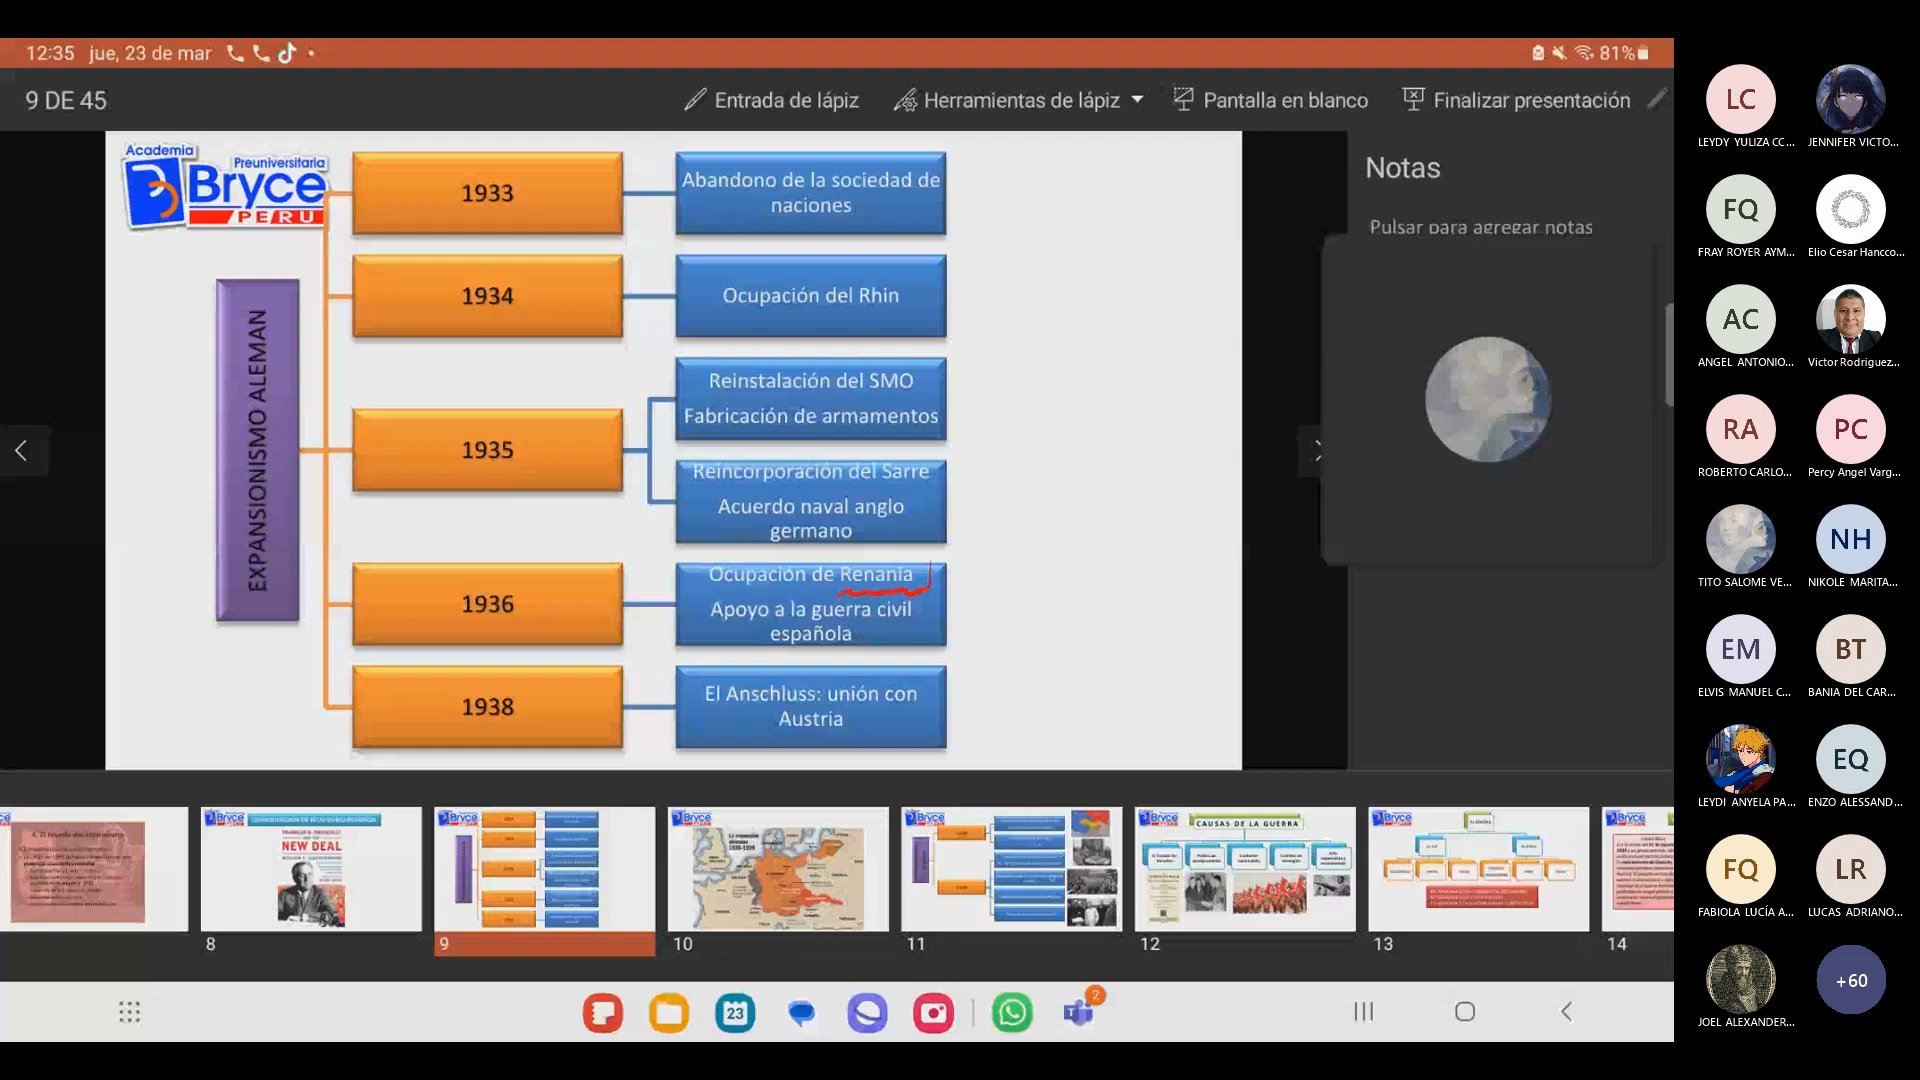 12:35 jue, 23 de mar
81%
9 DE 45
Entrada de lápiz
Herramientas de lápiz
Pantalla en blanco
Finalizar presentación
Academia
Preuniversitaria
Bryce
PERU
EXPANSIONISMO ALEMAN
1933
Abandono de la sociedad de
naciones
1934
Ocupación del Rhin
1935
Reinstalación del SMO
Fabricación de armamentos
Reincorporación del Sarre
Acuerdo naval anglo
germano
1936
Ocupación de Renania
Apoyo a la guerra civil
española
1938
El Anschluss: unión con
Austria
Notas
Pulsar para agregar notas
Bryce
NEW DEAL
8
Bryce
9
Bryce
10
Bryce
11
Bryce
CAUSAS DE LA GUERRA
12
Bryce
13
Bryce
14
23
2
LC
LEYDY YULIZA CC...
JENNIFER VICTO...
FQ
FRAY ROYER AYM...
Elio Cesar Hancco...
AC
ANGEL ANTONIO...
Victor Rodriguez...
RA
ROBERTO CARLO...
PC
Percy Angel Varg...
TITO SALOME VE...
NH
NIKOLE MARITA...
EM
ELVIS MANUEL C...
BT
BANIA DEL CAR...
LEYDI ANYELA PA...
EQ
ENZO ALESSAND...
FQ
FABIOLA LUCÍA A...
LR
LUCAS ADRIANO...
JOEL ALEXANDER...
+60